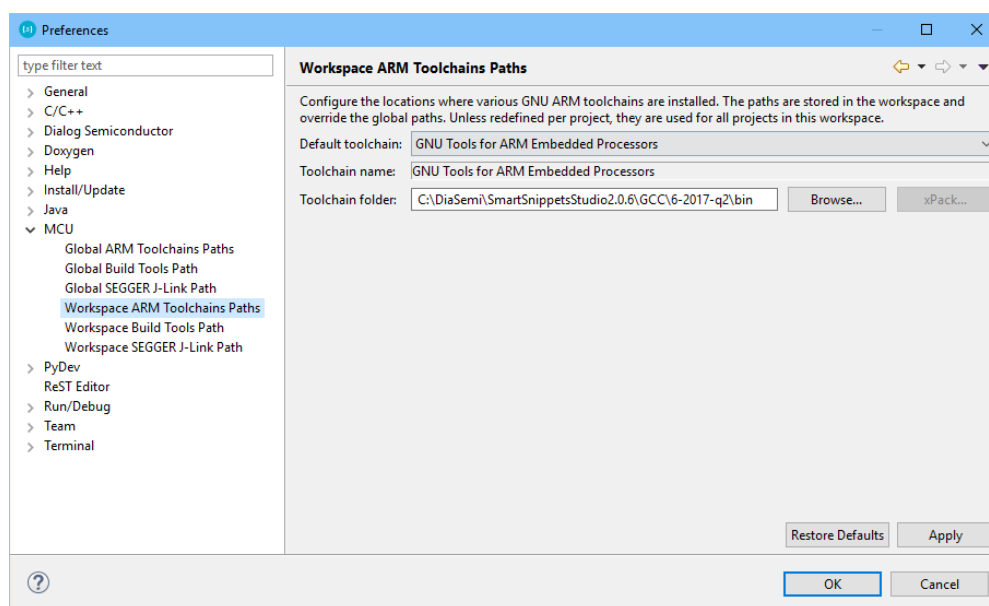 Preferences
type filter text
General
C/C++
Dialog Semiconductor
Doxygen
Help
Install/Update
Java
MCU
Global ARM Toolchains Paths
Global Build Tools Path
Global SEGGER J-Link Path
Workspace ARM Toolchains Paths
Workspace Build Tools Path
Workspace SEGGER J-Link Path
PyDev
ReST Editor
Run/Debug
Team
Terminal
Workspace ARM Toolchains Paths
Configure the locations where various GNU ARM toolchains are installed. The paths are stored in the workspace and
override the global paths. Unless redefined per project, they are used for all projects in this workspace.
Default toolchain: GNU Tools for ARM Embedded Processors
Toolchain name: GNU Tools for ARM Embedded Processors
Toolchain folder: C:\DiaSemi\SmartSnippetsStudio2.0.6\GCC\6-2017-q2\bin Browse... xPack...
Restore Defaults Apply
? OK Cancel